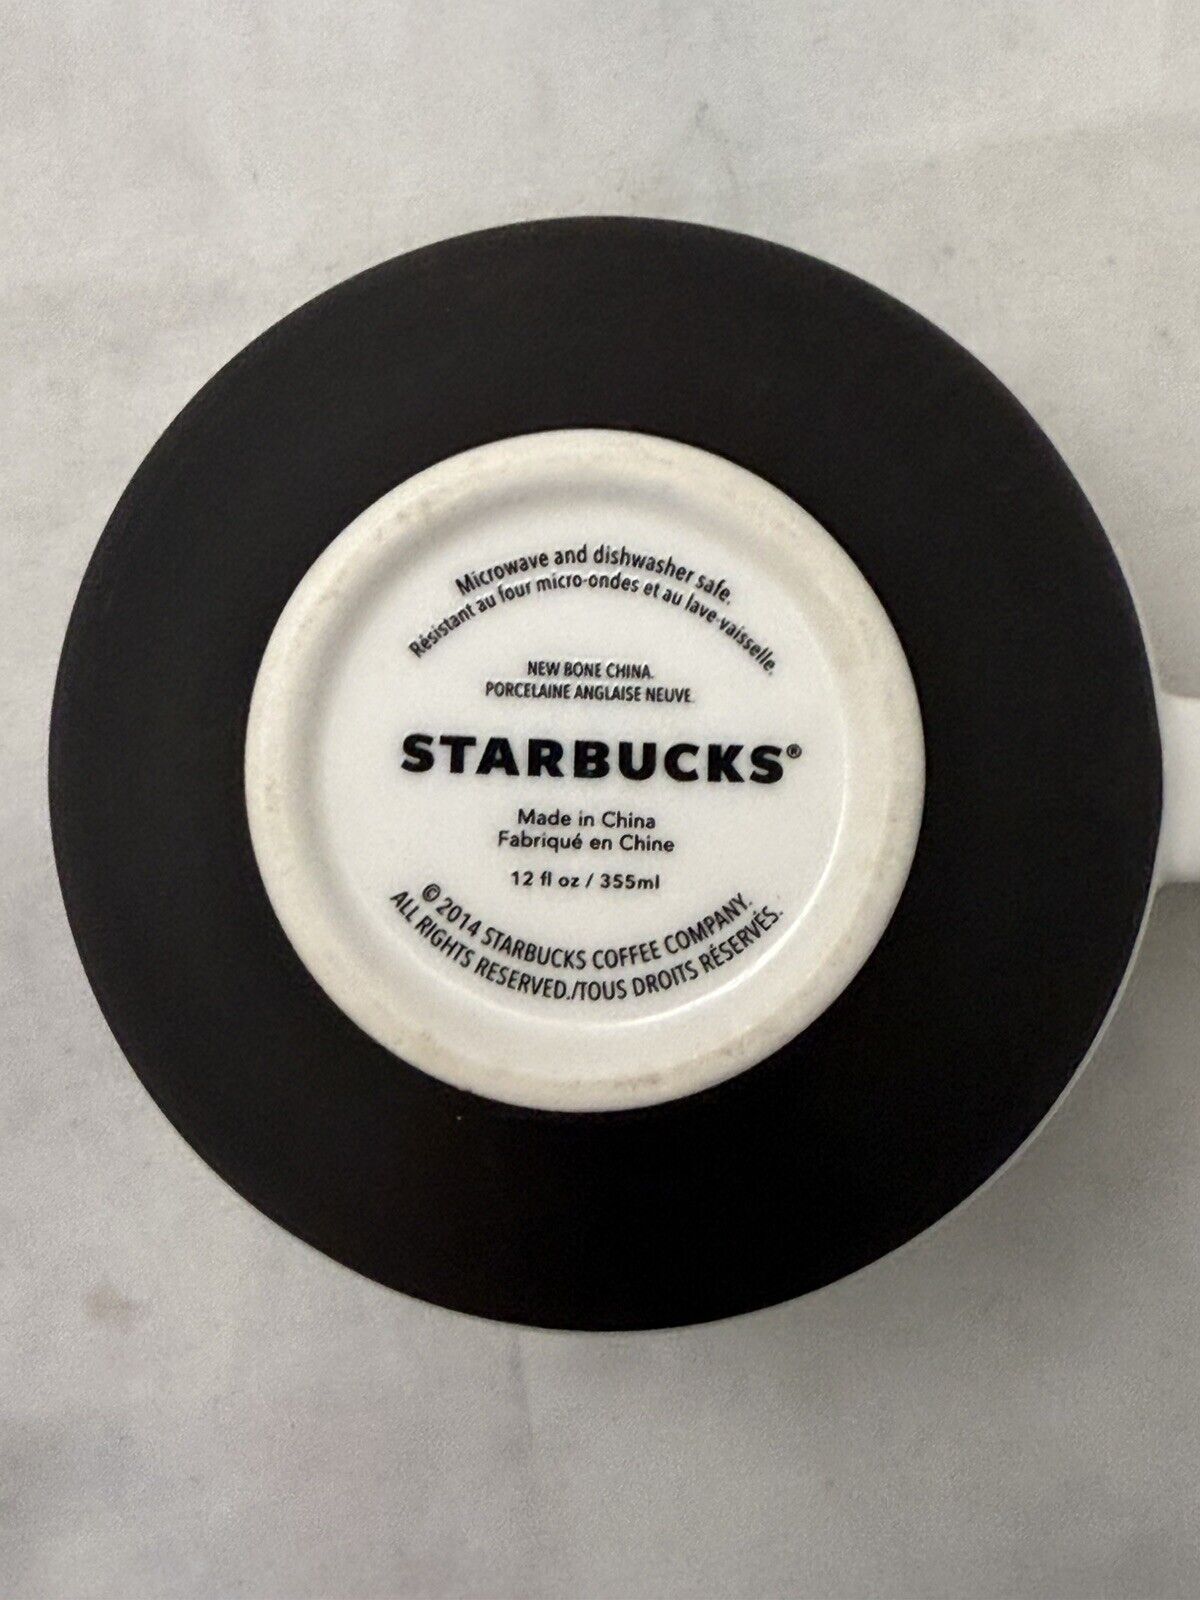 Microwave and dishwasher safe.
Résistant au four micro-ondes et au lave-vaisselle.
NEW BONE CHINA.
PORCELAINE ANGLAISE NEUVE.
STARBUCKS®
Made in China
Fabriqué en Chine
12 fl oz / 355ml
© 2014 STARBUCKS COFFEE COMPANY.
ALL RIGHTS RESERVED./TOUS DROITS RÉSERVÉS.